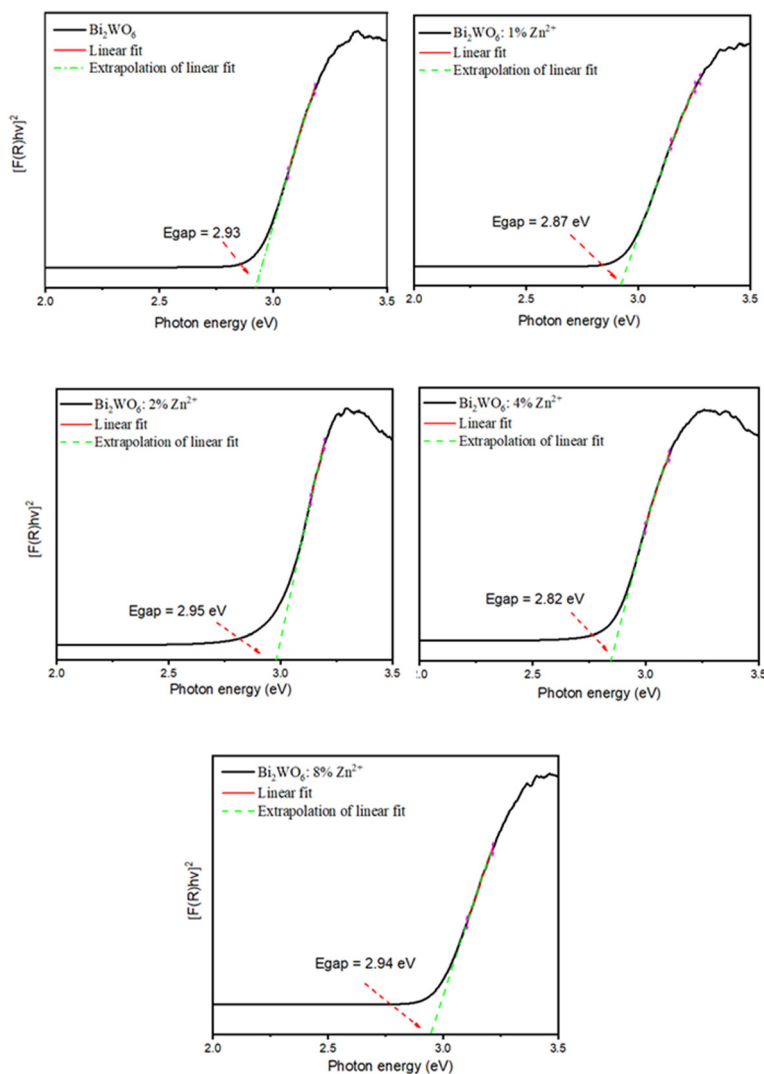 Bi₂WO₆
Linear fit
Extrapolation of linear fit
[F(R)hv]²
Egap = 2.93
2.0 2.5 3.0 3.5
Photon energy (eV)
Bi₂WO₆: 1% Zn²⁺
Linear fit
Extrapolation of linear fit
Egap = 2.87 eV
2.0 2.5 3.0 3.5
Photon energy (eV)
Bi₂WO₆: 2% Zn²⁺
Linear fit
Extrapolation of linear fit
[F(R)hv]²
Egap = 2.95 eV
2.0 2.5 3.0 3.5
Photon energy (eV)
Bi₂WO₆: 4% Zn²⁺
Linear fit
Extrapolation of linear fit
Egap = 2.82 eV
2.0 2.5 3.0 3.5
Photon energy (eV)
Bi₂WO₆: 8% Zn²⁺
Linear fit
Extrapolation of linear fit
[F(R)hv]²
Egap = 2.94 eV
2.0 2.5 3.0 3.5
Photon energy (eV)